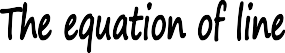 The equation of line